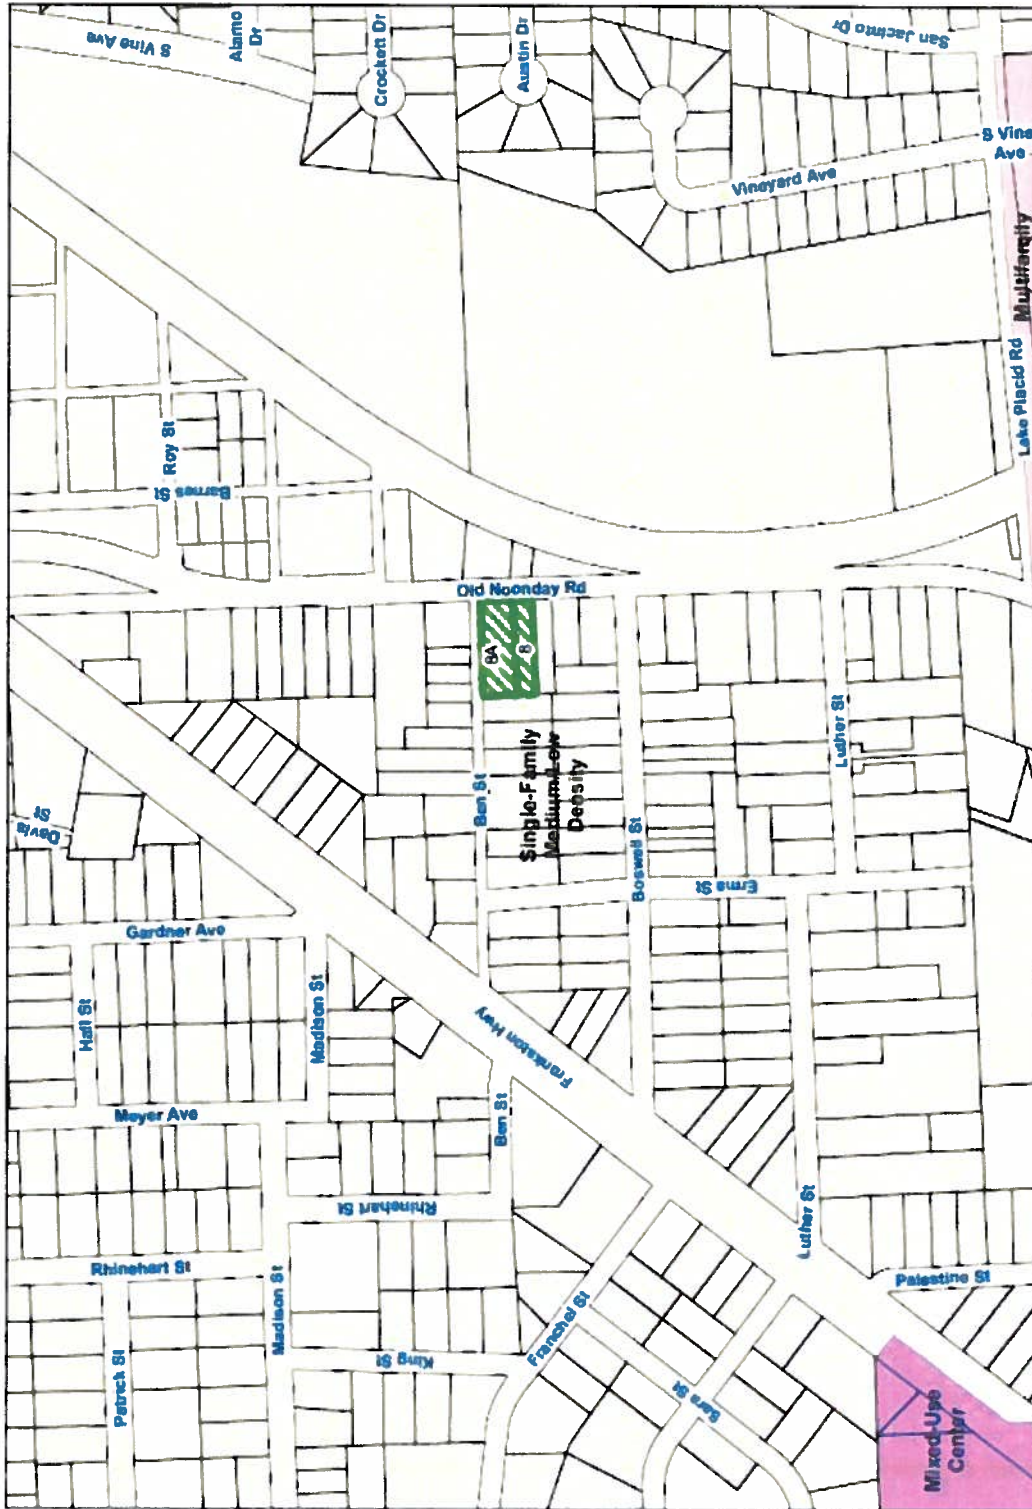 S Vine Ave
Alamo
Dr
Crockett Dr
Austin Dr
San Jacinto Dr
S Vine
Ave
Vineyard Ave
Multifamily
Lake Placid Rd
Roy St
Barnes St
Old Noonday Rd
8A
8
Single-Family
Medium/Low
Density
Ben St
Luther St
Boswell St
Erma St
Davis
St
Gardner Ave
Hall St
Madison St
Frankston Hwy
Moyer Ave
Ben St
Rhinehart St
Rhinehart St
Madison St
Luther St
Palestine St
Patrick St
King St
Franchel St
Sara St
Mixed-Use
Center